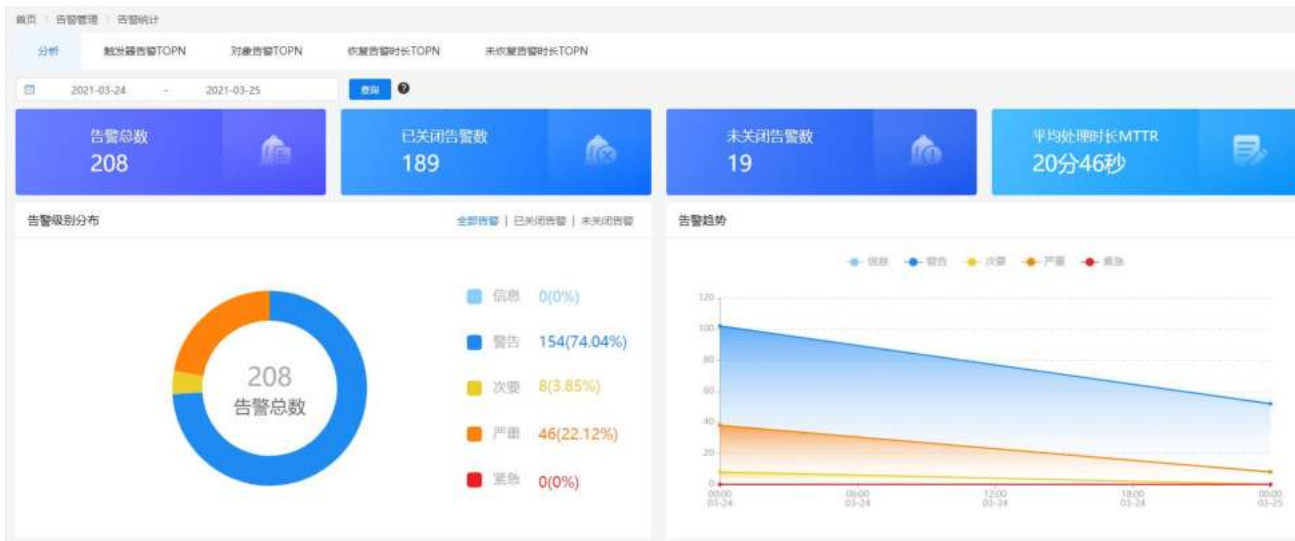 首页 > 告警管理 > 告警统计
分析 触发器告警TOPN 对象告警TOPN 恢复告警时长TOPN 未恢复告警时长TOPN
2021-03-24 - 2021-03-25 查询 ?
告警总数
208
已关闭告警数
189
未关闭告警数
19
平均处理时长MTTR
20分46秒
告警级别分布
全部告警 | 已关闭告警 | 未关闭告警
信息 0(0%)
警告 154(74.04%)
次要 8(3.85%)
严重 46(22.12%)
紧急 0(0%)
208
告警总数
告警趋势
信息 警告 次要 严重 紧急
120
100
80
60
40
20
0
00:00 06:00 12:00 18:00 00:00
03-24 03-24 03-24 03-24 03-25